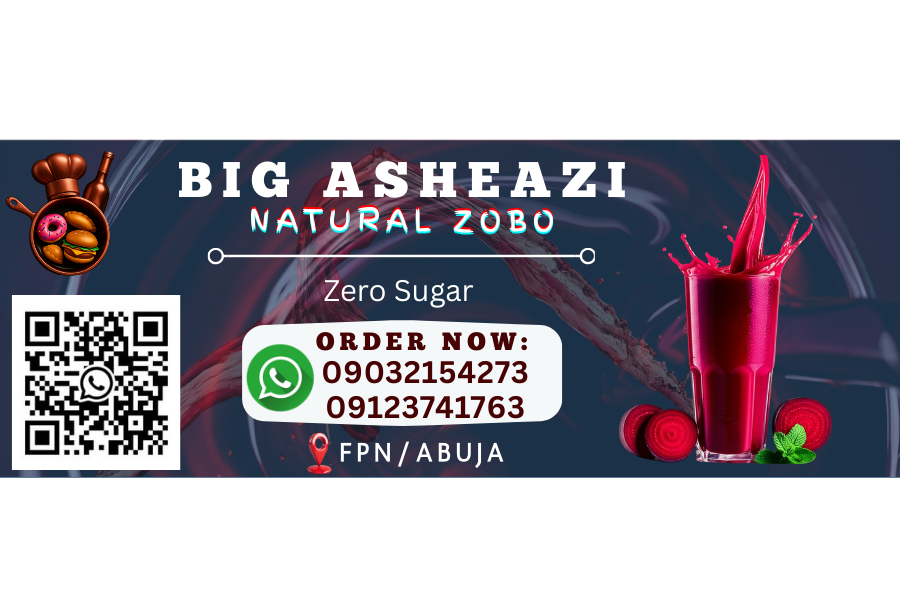 BIG ASHEAZI
NATURAL ZOBO
Zero Sugar
ORDER NOW:
09032154273
09123741763
FPN/ABUJA